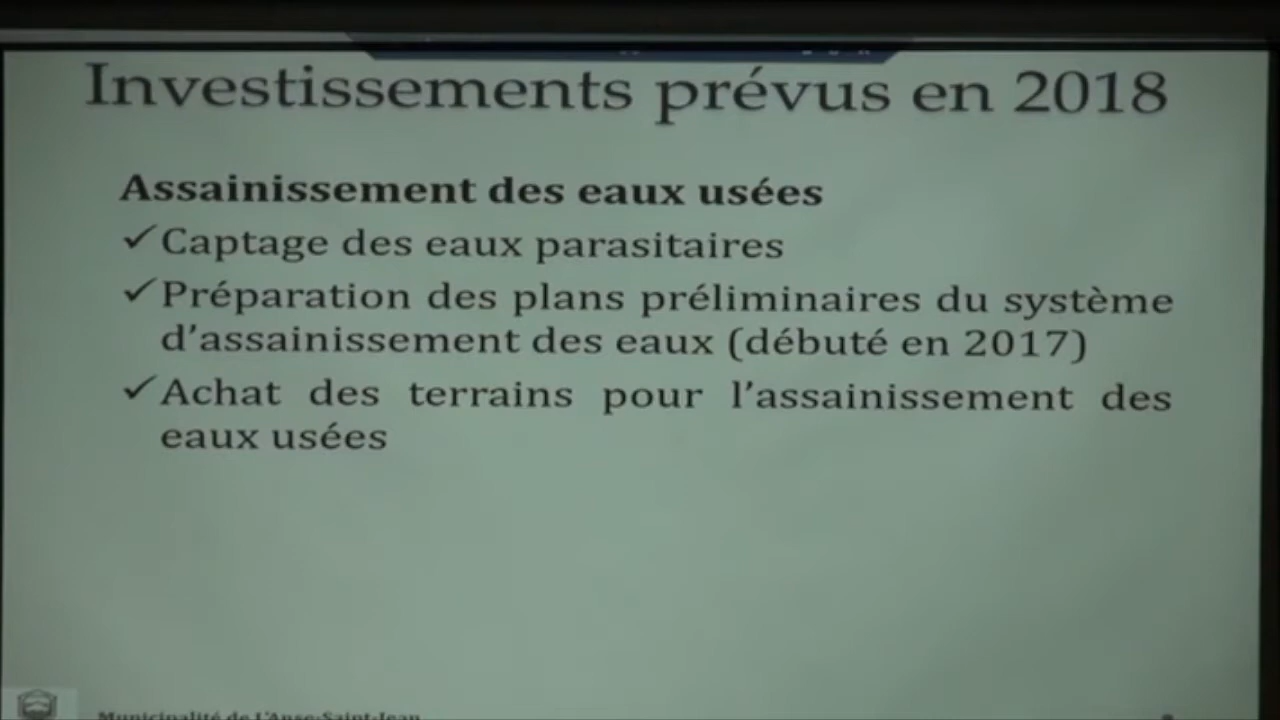 Investissements prévus en 2018
Assainissement des eaux usées
✓Captage des eaux parasitaires
✓Préparation des plans préliminaires du système
d'assainissement des eaux (débuté en 2017)
✓Achat des terrains pour l'assainissement des
eaux usées
Municipalité de L'Anse-Saint-Jean